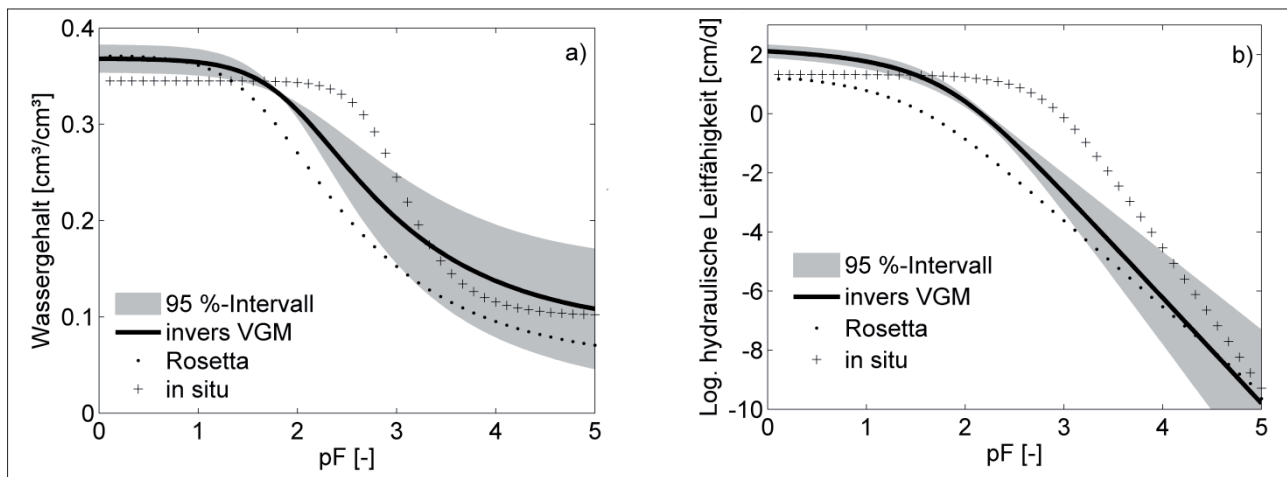 a)
Wassergehalt [cm³/cm³]
0.4
0.3
0.2
0.1
0
95 %-Intervall
invers VGM
Rosetta
in situ
0 1 2 3 4 5
pF [-]
b)
Log. hydraulische Leitfähigkeit [cm/d]
2
0
-2
-4
-6
-8
-10
95 %-Intervall
invers VGM
Rosetta
in situ
0 1 2 3 4 5
pF [-]